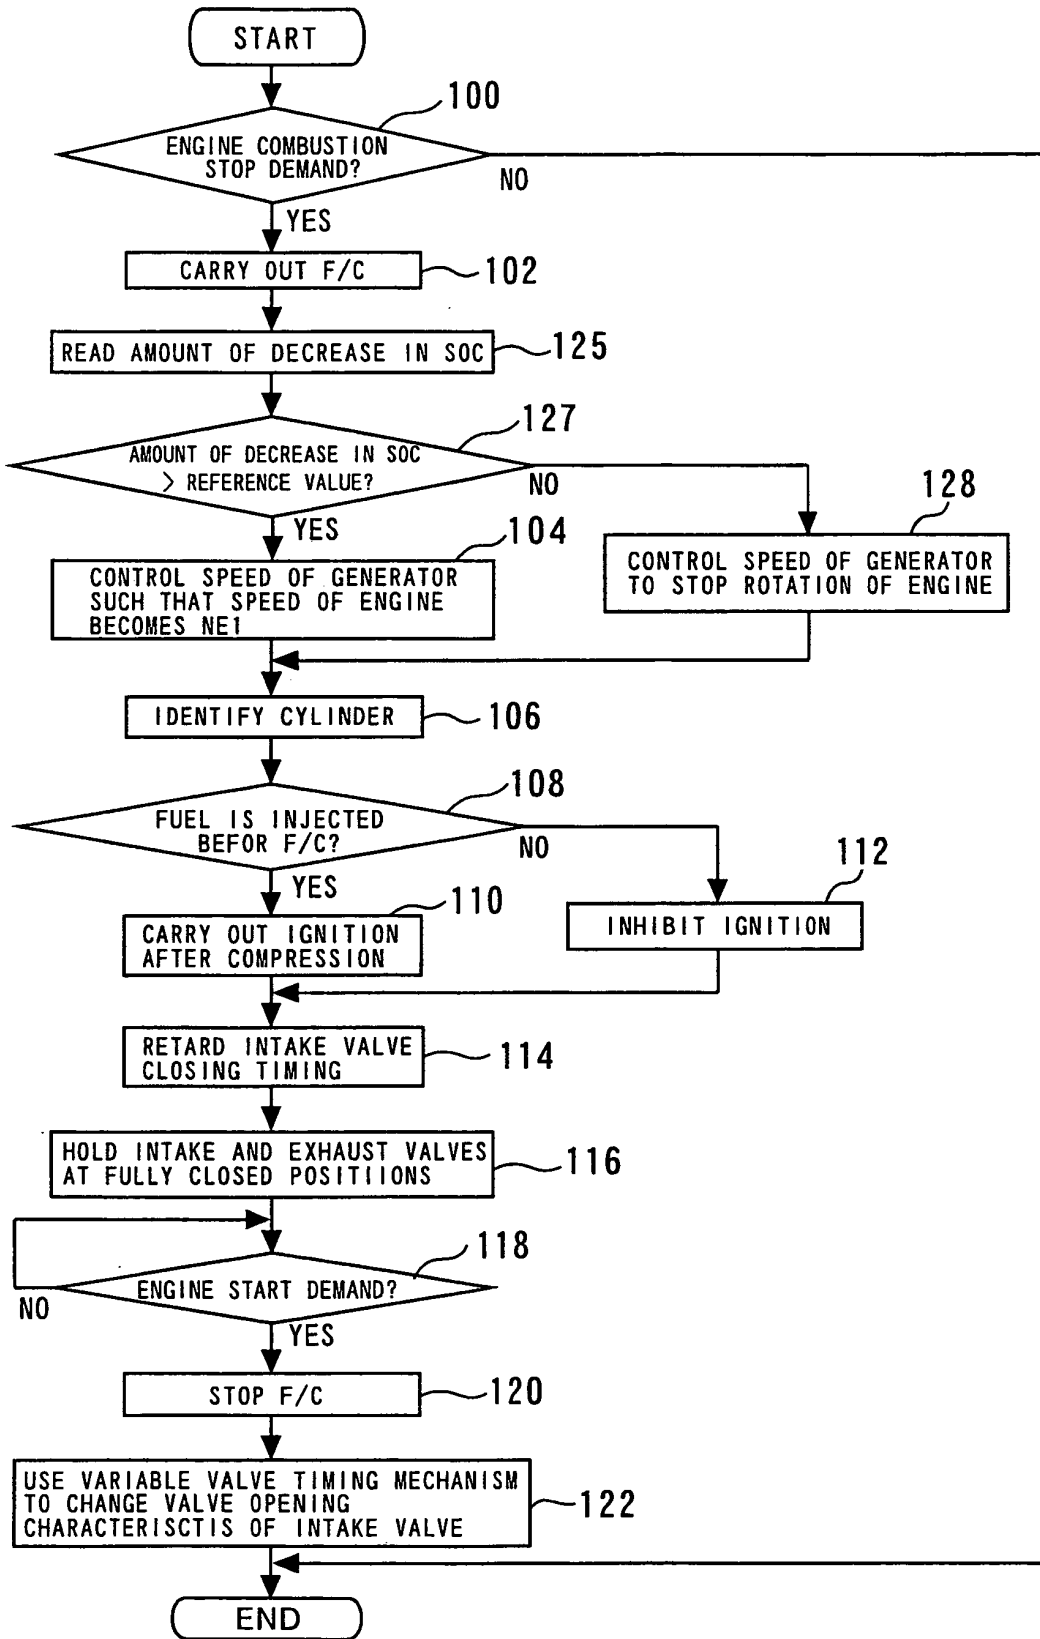 START
100
ENGINE COMBUSTION
STOP DEMAND?
NO
YES
CARRY OUT F/C
102
READ AMOUNT OF DECREASE IN SOC
125
127
AMOUNT OF DECREASE IN SOC
> REFERENCE VALUE?
NO
YES
104
128
CONTROL SPEED OF GENERATOR
SUCH THAT SPEED OF ENGINE
BECOMES NE1
CONTROL SPEED OF GENERATOR
TO STOP ROTATION OF ENGINE
IDENTIFY CYLINDER
106
108
FUEL IS INJECTED
BEFOR F/C?
NO
YES
110
112
CARRY OUT IGNITION
AFTER COMPRESSION
INHIBIT IGNITION
RETARD INTAKE VALVE
CLOSING TIMING
114
HOLD INTAKE AND EXHAUST VALVES
AT FULLY CLOSED POSITIIONS
116
118
ENGINE START DEMAND?
NO
YES
STOP F/C
120
USE VARIABLE VALVE TIMING MECHANISM
TO CHANGE VALVE OPENING
CHARACTERISCTIS OF INTAKE VALVE
122
END